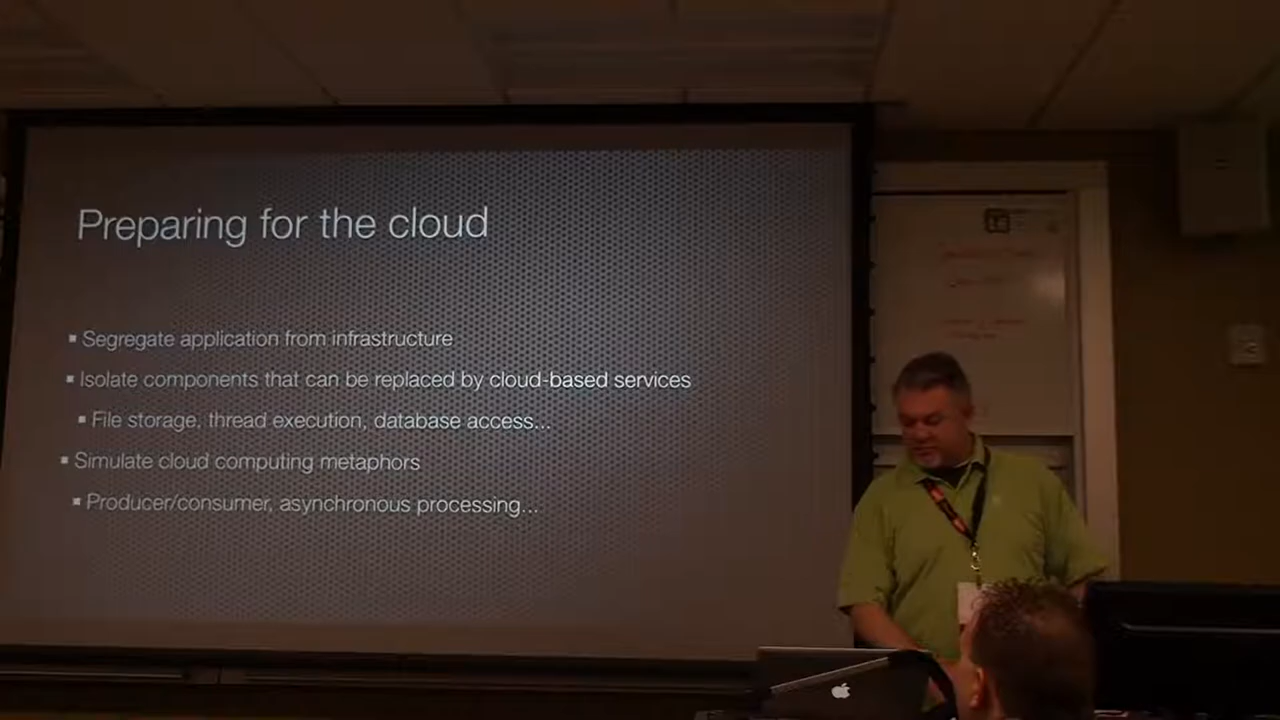 Preparing for the cloud
Segregate application from infrastructure
Isolate components that can be replaced by cloud-based services
File storage, thread execution, database access...
Simulate cloud computing metaphors
Producer/consumer, asynchronous processing...